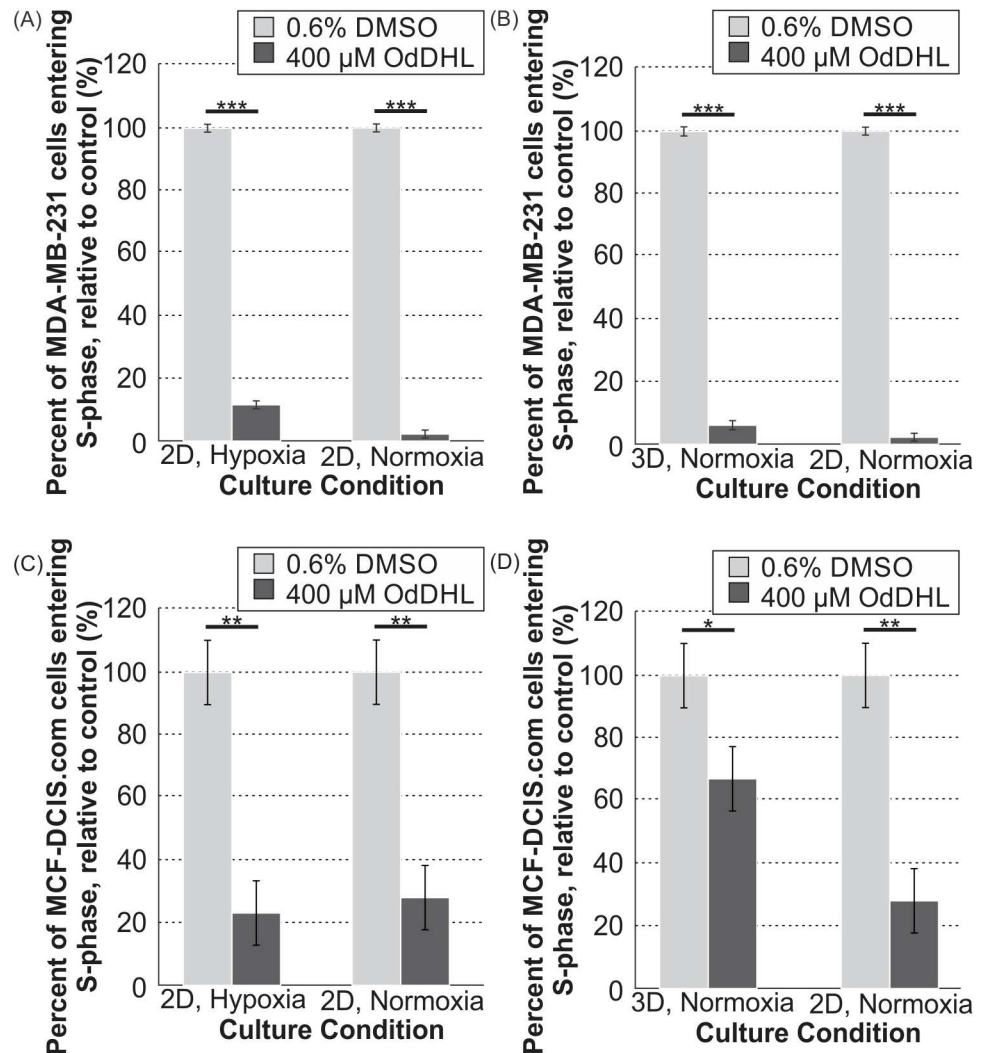 (A)
0.6% DMSO
400 µM OdDHL
Percent of MDA-MB-231 cells entering
S-phase, relative to control (%)
120
100
80
60
40
20
0
***
***
2D, Hypoxia
2D, Normoxia
Culture Condition
(B)
0.6% DMSO
400 µM OdDHL
Percent of MDA-MB-231 cells entering
S-phase, relative to control (%)
120
100
80
60
40
20
0
***
***
3D, Normoxia
2D, Normoxia
Culture Condition
(C)
0.6% DMSO
400 µM OdDHL
Percent of MCF-DCIS.com cells entering
S-phase, relative to control (%)
120
100
80
60
40
20
0
**
**
2D, Hypoxia
2D, Normoxia
Culture Condition
(D)
0.6% DMSO
400 µM OdDHL
Percent of MCF-DCIS.com cells entering
S-phase, relative to control (%)
120
100
80
60
40
20
0
*
**
3D, Normoxia
2D, Normoxia
Culture Condition